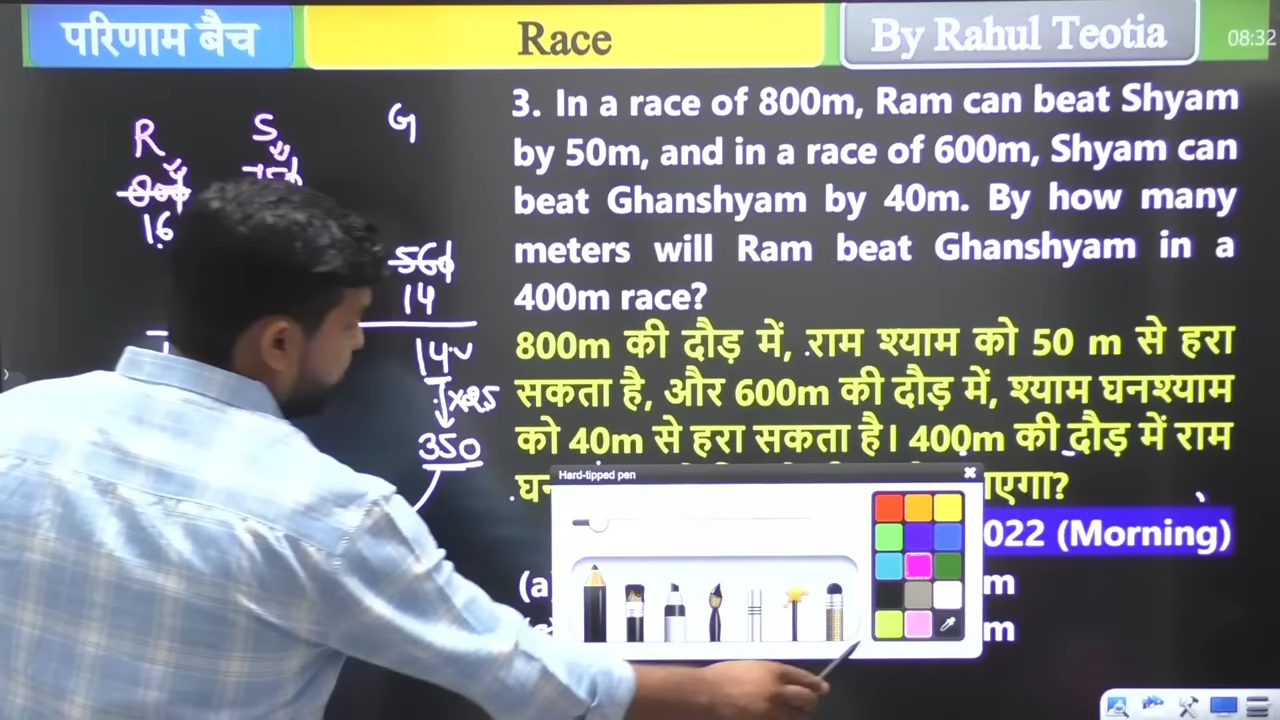 परिणाम बैच
Race
By Rahul Teotia
08:32
R S G
800
16
560
14
14
×25
350
3. In a race of 800m, Ram can beat Shyam
by 50m, and in a race of 600m, Shyam can
beat Ghanshyam by 40m. By how many
meters will Ram beat Ghanshyam in a
400m race?
800m की दौड़ में, राम श्याम को 50 m से हरा
सकता है, और 600m की दौड़ में, श्याम घनश्याम
को 40m से हरा सकता है। 400m की दौड़ में राम
Hard-tipped pen
022 (Morning)
(a
m
m